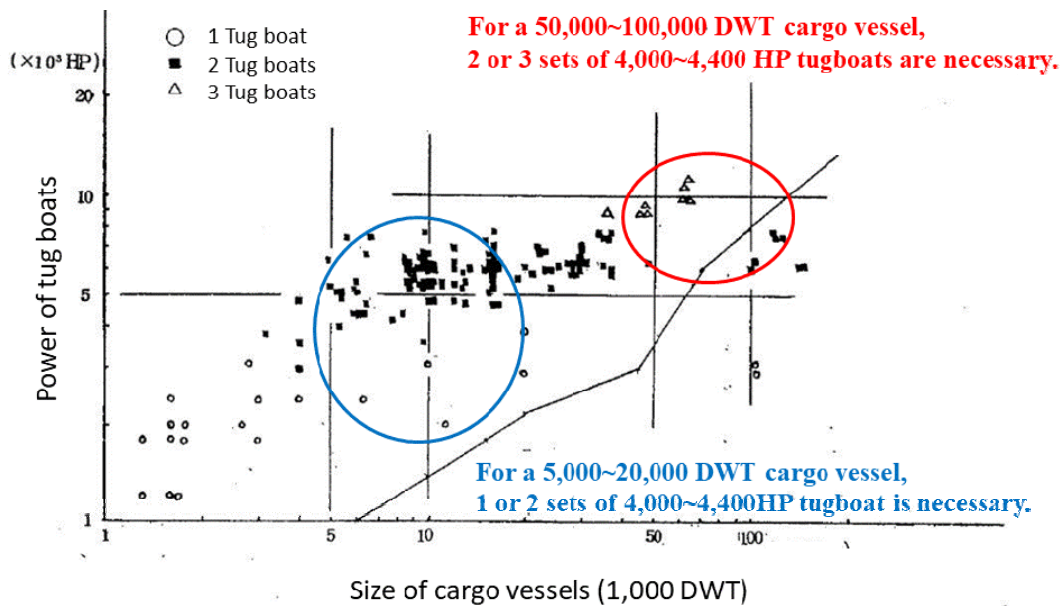 For a 50,000~100,000 DWT cargo vessel,
2 or 3 sets of 4,000~4,400 HP tugboats are necessary.
1 Tug boat
2 Tug boats
3 Tug boats
(×10³ HP)
20
10
5
1
Power of tug boats
For a 5,000~20,000 DWT cargo vessel,
1 or 2 sets of 4,000~4,400HP tugboat is necessary.
1 5 10 50 100
Size of cargo vessels (1,000 DWT)